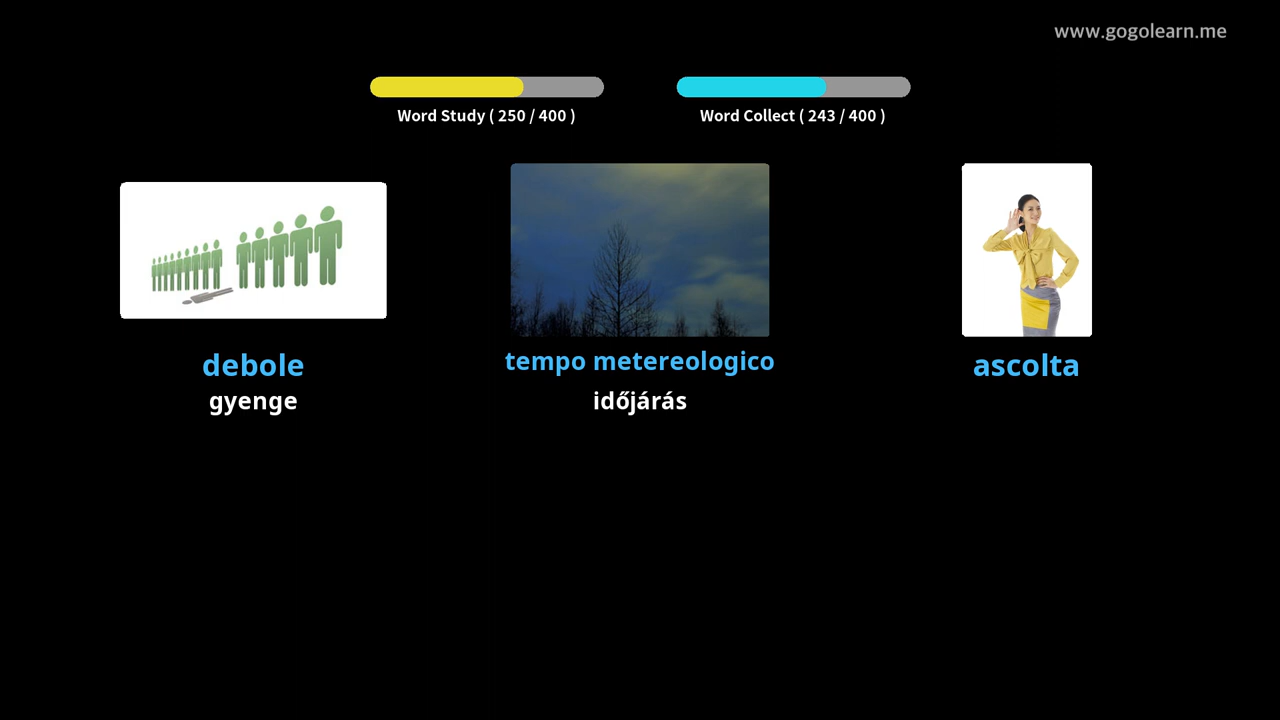 www.gogolearn.me
Word Study ( 250 / 400 )
Word Collect ( 243 / 400 )
debole
gyenge
tempo metereologico
időjárás
ascolta